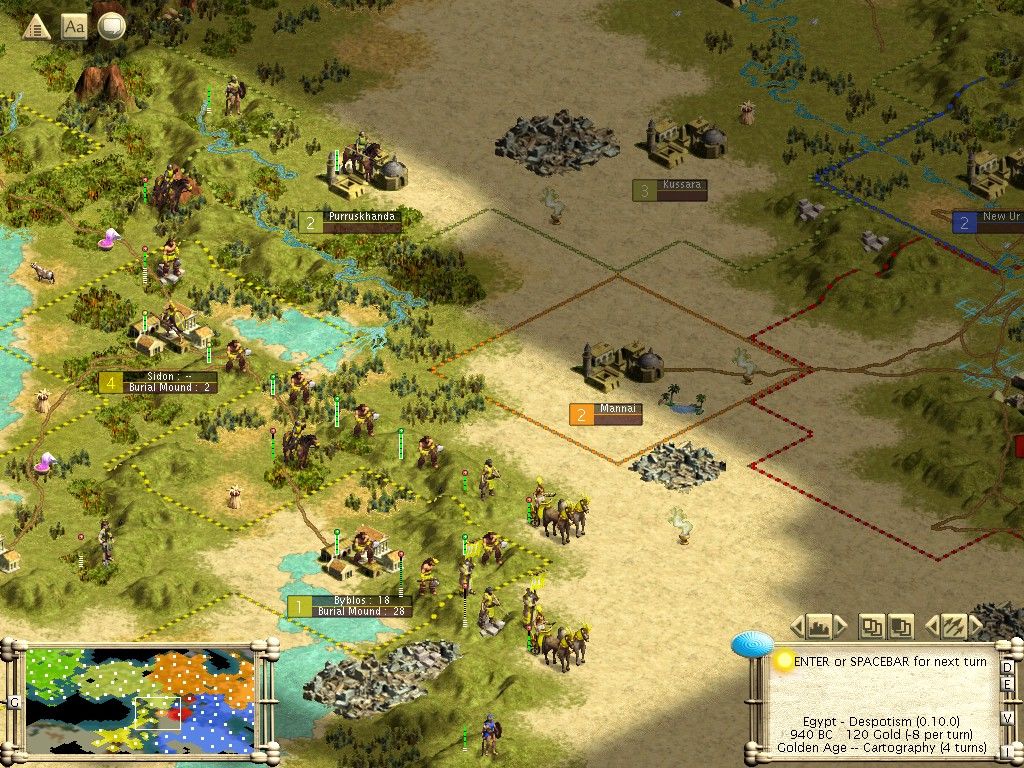 Aa
2
Purruskhanda
3
Kussara
2
New Ur
4
Sidon : --
Burial Mound : 2
2
Mannai
1
Byblos : 18
Burial Mound : 28
G
ENTER or SPACEBAR for next turn
D
E
V
I
Egypt - Despotism (0.10.0)
940 BC 120 Gold (-8 per turn)
Golden Age -- Cartography (4 turns)